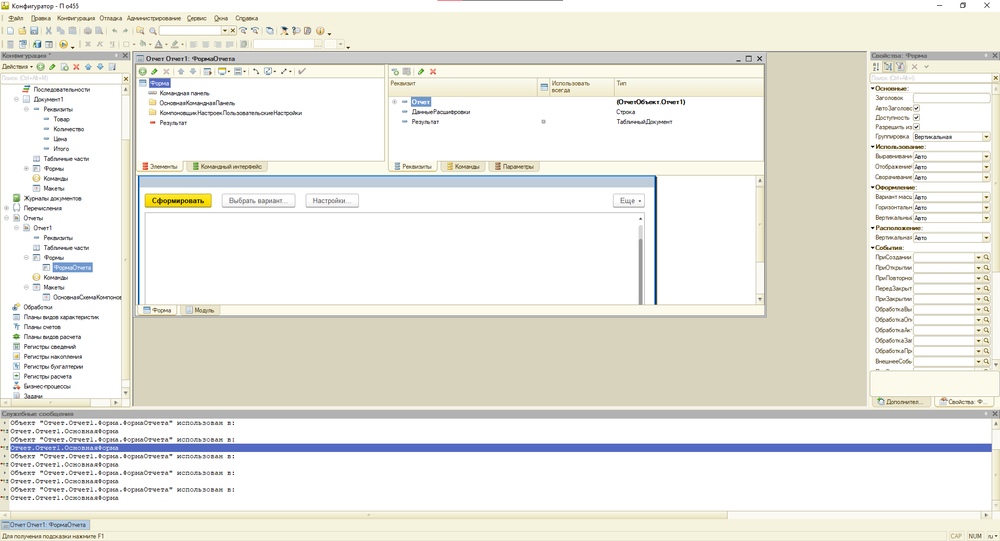 Конфигуратор - П о455
Файл Правка Конфигурация Отладка Администрирование Сервис Окна Справка
Ж К Ч
Конфигурация *
Действия
Поиск (Ctrl+Alt+M)
Последовательности
Документ1
Реквизиты
Товар
Количество
Цена
Итого
Табличные части
Формы
Команды
Макеты
Журналы документов
Перечисления
Отчеты
Отчет1
Реквизиты
Табличные части
Формы
ФормаОтчета
Команды
Макеты
ОсновнаяСхемаКомпонов
Обработки
Планы видов характеристик
Планы счетов
Планы видов расчета
Регистры сведений
Регистры накопления
Регистры бухгалтерии
Регистры расчета
Бизнес-процессы
Задачи
Отчет Отчет1: ФормаОтчета
Форма
Командная панель
ОсновнаяКоманднаяПанель
КомпоновщикНастроекПользовательскиеНастройки
Результат
Элементы Командный интерфейс
Реквизит Использовать всегда Тип
Отчет (ОтчетОбъект.Отчет1)
ДанныеРасшифровки Строка
Результат ТабличныйДокумент
Реквизиты Команды Параметры
Сформировать Выбрать вариант... Настройки... Еще
Форма Модуль
Свойства: Форма
Поиск (Ctrl+Alt+I)
Основные:
Заголовок
АвтоЗаголово
Доступность
Разрешить из
Группировка Вертикальная
Использование:
Выравнивани Авто
Отображение Авто
Сворачивание Авто
Оформление:
Вариант масш Авто
Горизонтальн Авто
Вертикальны Авто
Расположение:
Вертикальная Авто
События:
ПриСоздании
ПриОткрытии
ПриПовторно
ПередЗакрыт
ПриЗакрытии
ОбработкаВы
ОбработкаОп
ОбработкаАк
ОбработкаЗаг
ОбработкаПр
ВнешнееСобы
Дополнител... Свойства: Ф...
Служебные сообщения
Объект "Отчет.Отчет1.Форма.ФормаОтчета" использован в:
Отчет.Отчет1.ОсновнаяФорма
Объект "Отчет.Отчет1.Форма.ФормаОтчета" использован в:
Отчет.Отчет1.ОсновнаяФорма
Объект "Отчет.Отчет1.Форма.ФормаОтчета" использован в:
Отчет.Отчет1.ОсновнаяФорма
Объект "Отчет.Отчет1.Форма.ФормаОтчета" использован в:
Отчет.Отчет1.ОсновнаяФорма
Объект "Отчет.Отчет1.Форма.ФормаОтчета" использован в:
Отчет.Отчет1.ОсновнаяФорма
Отчет Отчет1: ФормаОтчета
Для получения подсказки нажмите F1
CAP NUM ru